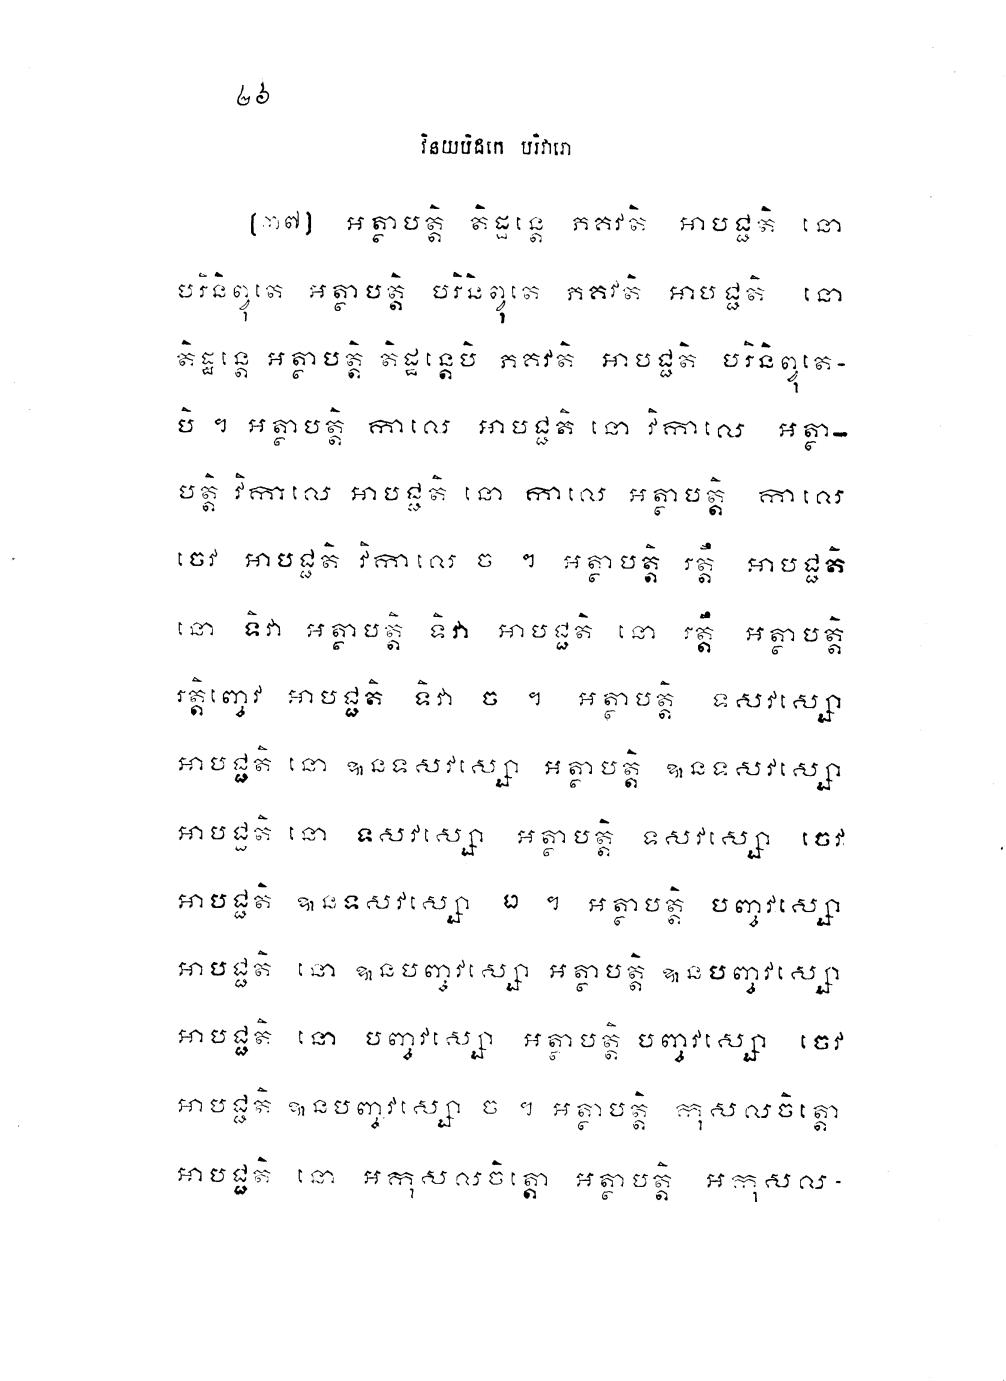 ៤៦
វិនយបិដកេ បរិវារោ
(៣៧) អត្ថាបត្តិ តិដ្ឋន្តេ ភគវតិ អាបជ្ជតិ នោ
បរិនិព្វុតេ អត្ថាបត្តិ បរិនិព្វុតេ ភគវតិ អាបជ្ជតិ នោ
តិដ្ឋន្តេ អត្ថាបត្តិ តិដ្ឋន្តេបិ ភគវតិ អាបជ្ជតិ បរិនិព្វុតេ-
បិ ។ អត្ថាបត្តិ កាលេ អាបជ្ជតិ នោ វិកាលេ អត្ថា-
បត្តិ វិកាលេ អាបជ្ជតិ នោ កាលេ អត្ថាបត្តិ កាលេ
ចេវ អាបជ្ជតិ វិកាលេ ច ។ អត្ថាបត្តិ រត្តឹ អាបជ្ជតិ
នោ ទិវា អត្ថាបត្តិ ទិវា អាបជ្ជតិ នោ រត្តឹ អត្ថាបត្តិ
រត្តិញ្ចេវ អាបជ្ជតិ ទិវា ច ។ អត្ថាបត្តិ ទសវស្សោ
អាបជ្ជតិ នោ ឩនទសវស្សោ អត្ថាបត្តិ ឩនទសវស្សោ
អាបជ្ជតិ នោ ទសវស្សោ អត្ថាបត្តិ ទសវស្សោ ចេវ
អាបជ្ជតិ ឩនទសវស្សោ ច ។ អត្ថាបត្តិ បញ្ចវស្សោ
អាបជ្ជតិ នោ ឩនបញ្ចវស្សោ អត្ថាបត្តិ ឩនបញ្ចវស្សោ
អាបជ្ជតិ នោ បញ្ចវស្សោ អត្ថាបត្តិ បញ្ចវស្សោ ចេវ
អាបជ្ជតិ ឩនបញ្ចវស្សោ ច ។ អត្ថាបត្តិ កុសលចិត្តោ
អាបជ្ជតិ នោ អកុសលចិត្តោ អត្ថាបត្តិ អកុសល-